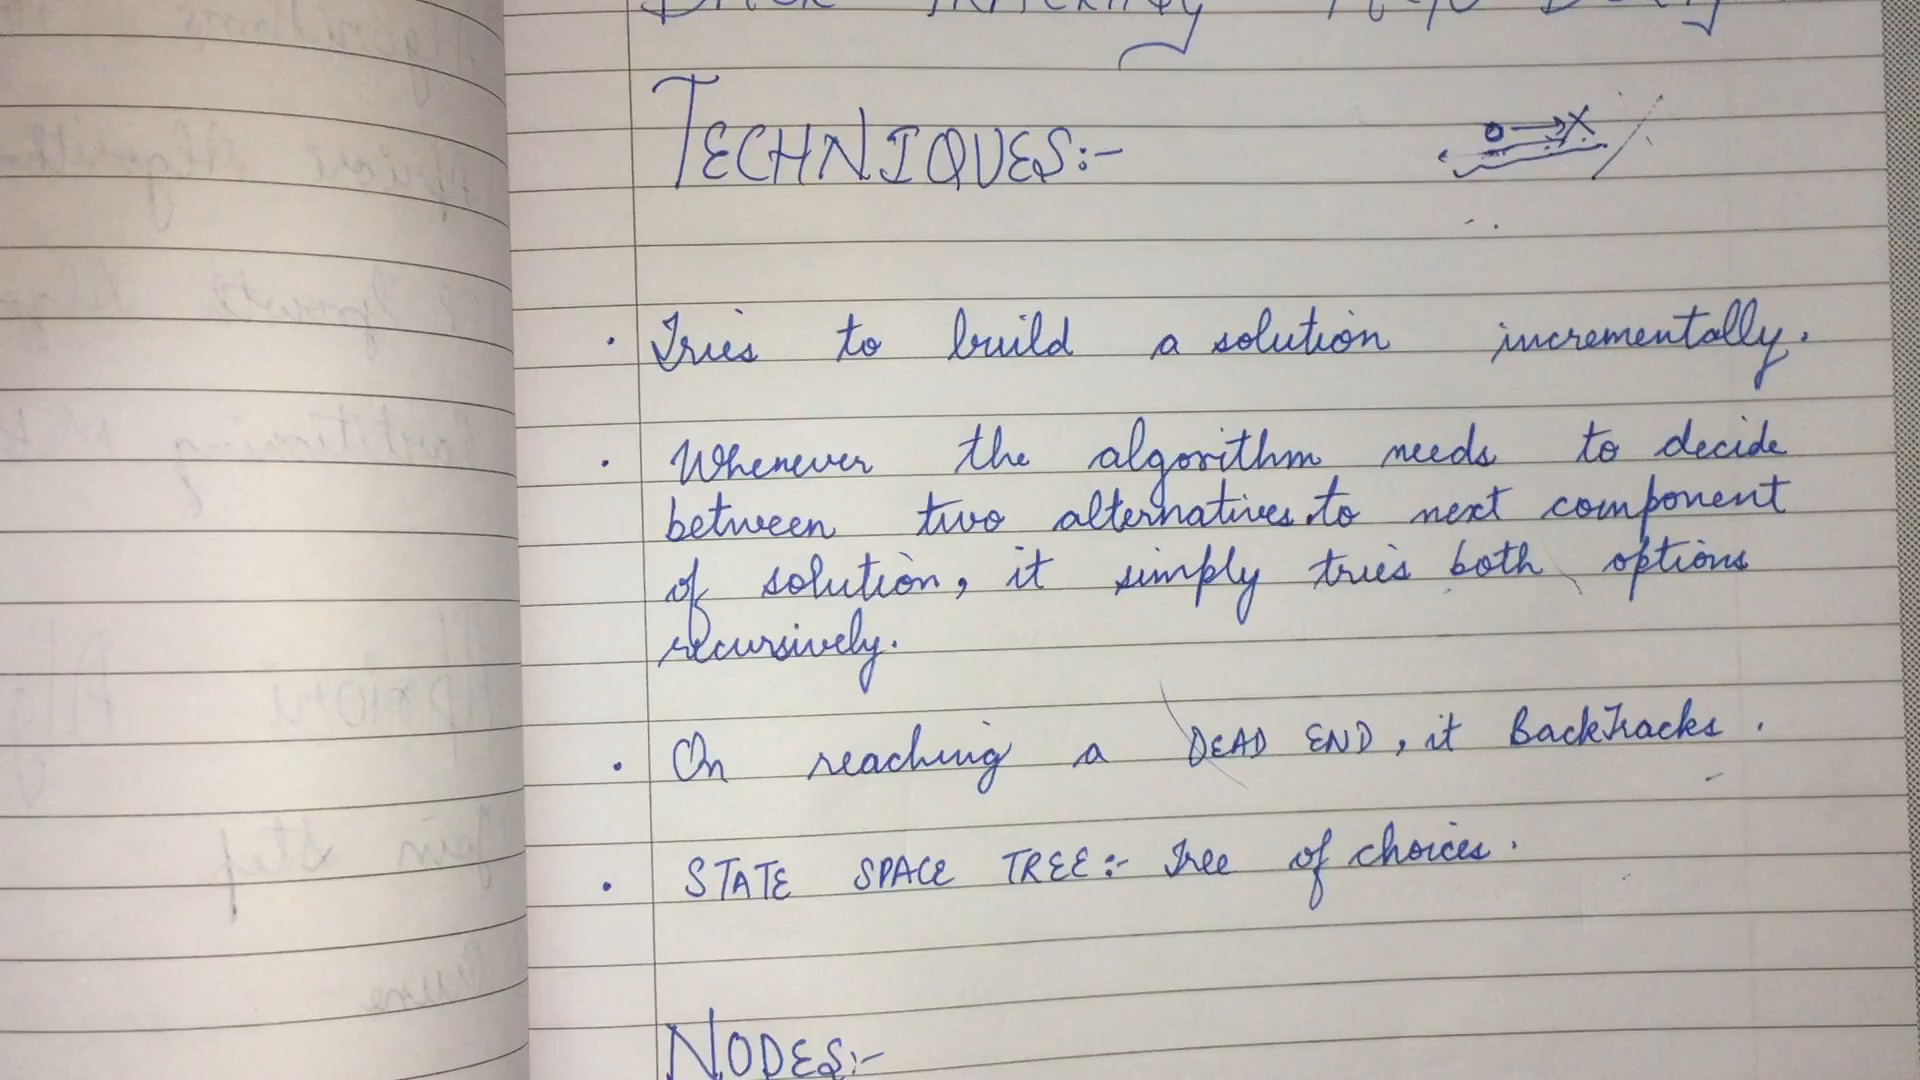 BACK TRACKING
TECHNIQUES:-
• Tries to build a solution incrementally.
• Whenever the algorithm needs to decide
between two alternatives to next component
of solution, it simply tries both options
recursively.
• On reaching a DEAD END, it BackTracks.
• STATE SPACE TREE:- Tree of choices.
NODES:-